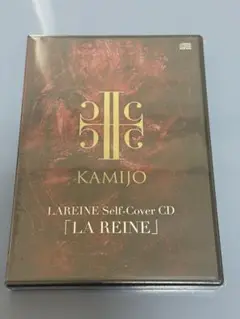 KAMIJO
LAREINE Self-Cover CD
「LA REINE」